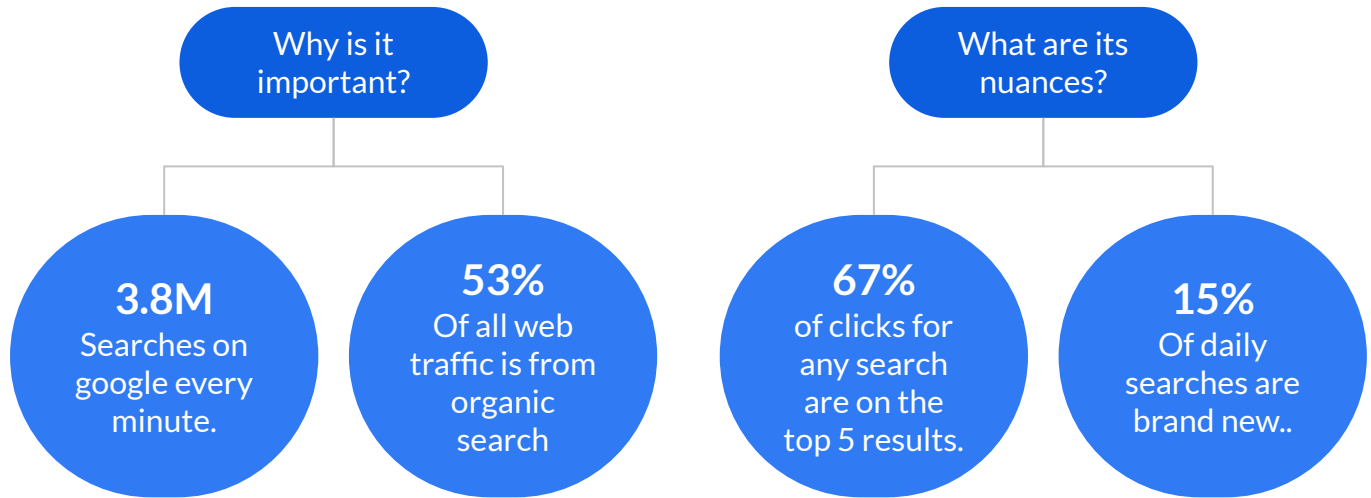 Why is it
important?
What are its
nuances?
3.8M
Searches on
google every
minute.
53%
Of all web
traffic is from
organic
search
67%
of clicks for
any search
are on the
top 5 results.
15%
Of daily
searches are
brand new..